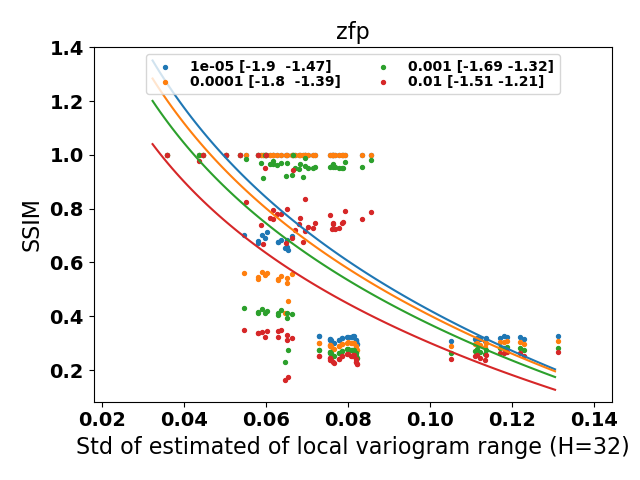 zfp
1e-05 [-1.9  -1.47]
0.0001 [-1.8  -1.39]
0.001 [-1.69 -1.32]
0.01 [-1.51 -1.21]
SSIM
1.4
1.2
1.0
0.8
0.6
0.4
0.2
0.02 0.04 0.06 0.08 0.10 0.12 0.14
Std of estimated of local variogram range (H=32)